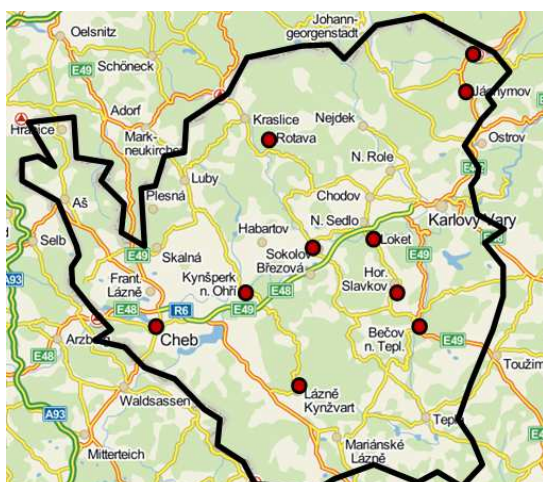 Johann-
georgenstadt
Oelsnitz
E49
Schöneck
Jáchymov
Adorf
Hranice
Mark-
neukirchen
Kraslice
Nejdek
Rotava
Ostrov
Luby
N. Role
Plesná
Aš
Chodov
Karlovy Vary
N. Sedlo
Habartov
Selb
E49
Skalná
Loket
Sokolov
Březová
A93
Frant.
Lázně
Kynšperk
n. Ohří
E48
Hor.
Slavkov
E48
R6
E49
Cheb
Bečov
n. Tepl.
E49
E48
Toužim
Lázně
Kynžvart
Waldsassen
A93
Teplá
Mariánské
Lázně
Mitterteich